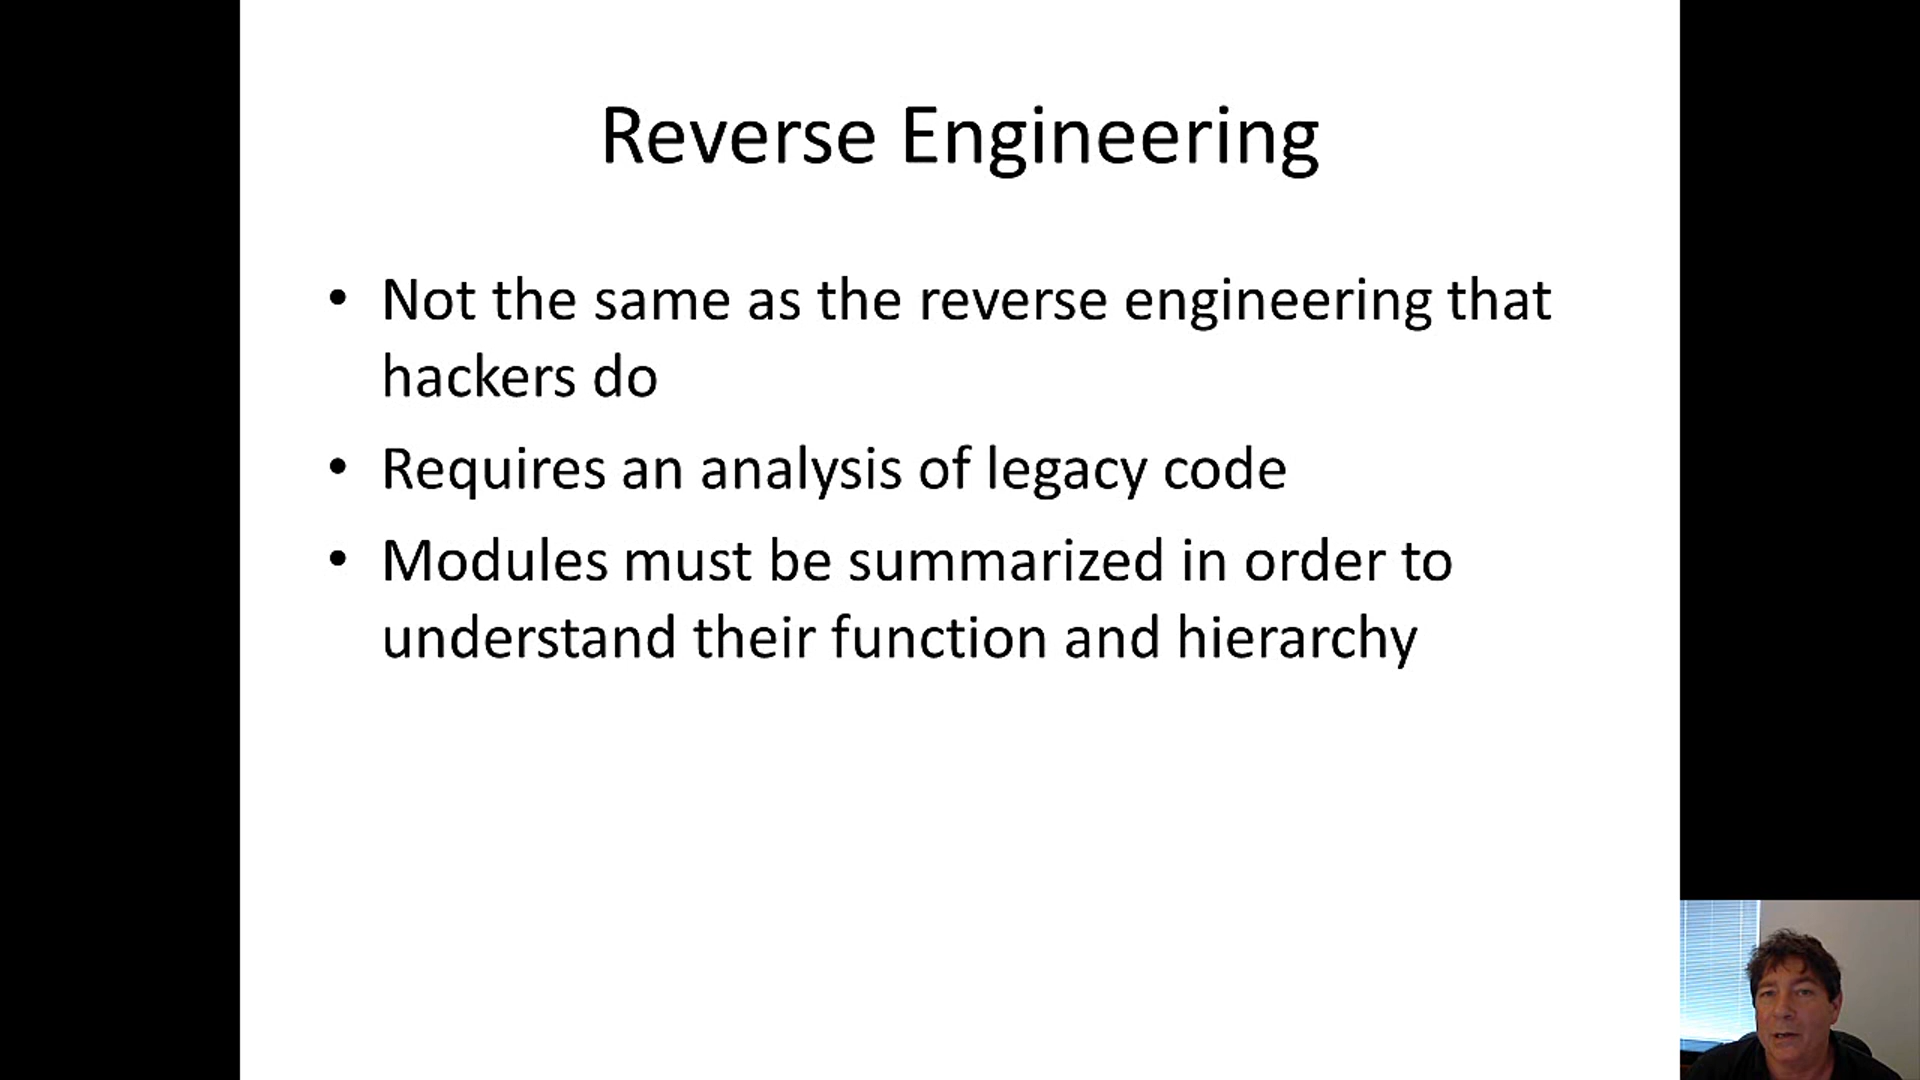 Reverse Engineering
• Not the same as the reverse engineering that
hackers do
• Requires an analysis of legacy code
• Modules must be summarized in order to
understand their function and hierarchy